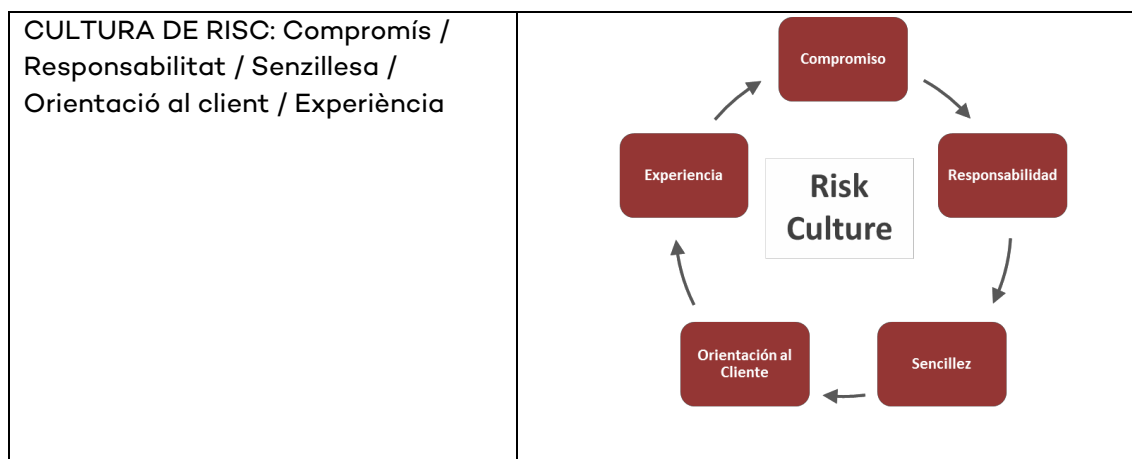 CULTURA DE RISC: Compromís /
Responsabilitat / Senzillesa /
Orientació al client / Experiència
Compromiso
Experiencia
Responsabilidad
Risk
Culture
Orientación al
Cliente
Sencillez